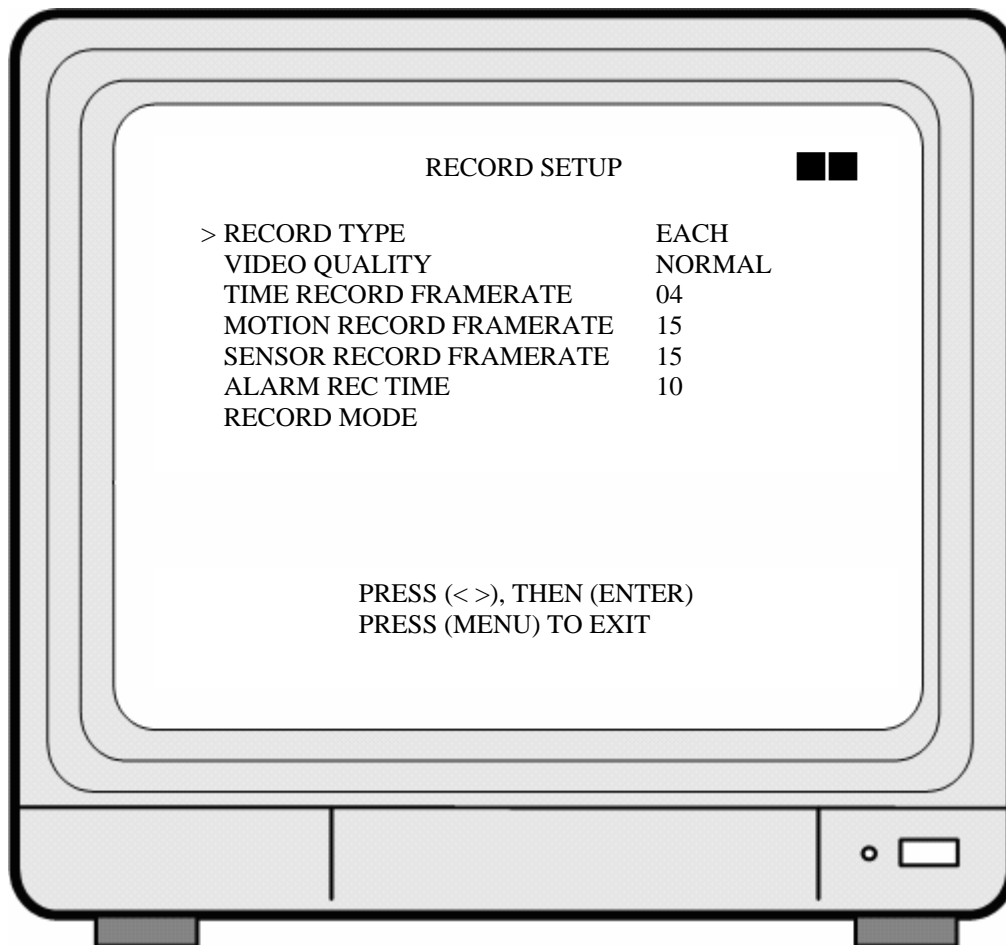 RECORD SETUP
> RECORD TYPE EACH
VIDEO QUALITY NORMAL
TIME RECORD FRAMERATE 04
MOTION RECORD FRAMERATE 15
SENSOR RECORD FRAMERATE 15
ALARM REC TIME 10
RECORD MODE
PRESS (< >), THEN (ENTER)
PRESS (MENU) TO EXIT